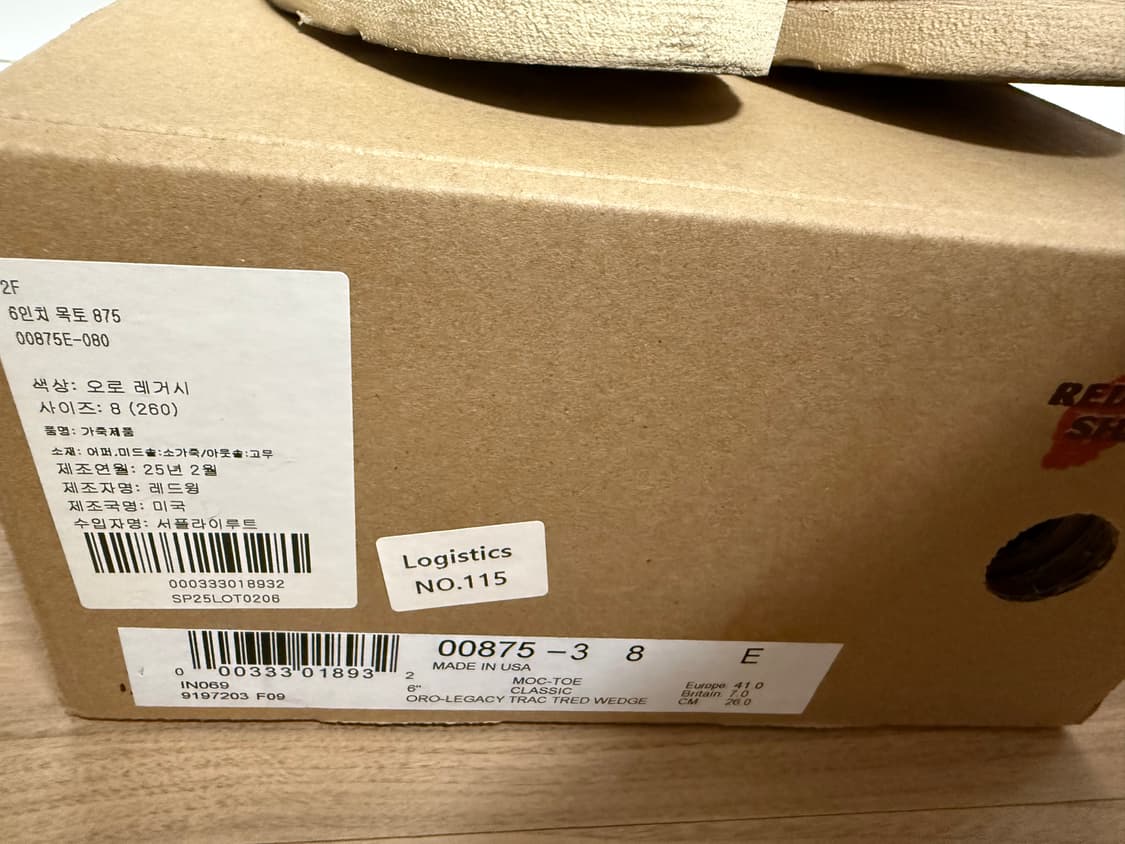 2F
6인치 목토 875
00875E-080
색상: 오로 레거시
사이즈: 8 (260)
품명: 가죽제품
소재: 어퍼,미드솔:소가죽/아웃솔:고무
제조연월: 25년 2월
제조자명: 레드윙
제조국명: 미국
수입자명: 서플라이루트
000333018932
SP25LOT0206
Logistics
NO.115
RED
SH
0 00333 01893 2
IN069
9197203 F09
00875 -3 8 E
MADE IN USA
MOC-TOE
6" CLASSIC
ORO-LEGACY TRAC TRED WEDGE
Europe 41.0
Britain 7.0
CM 26.0